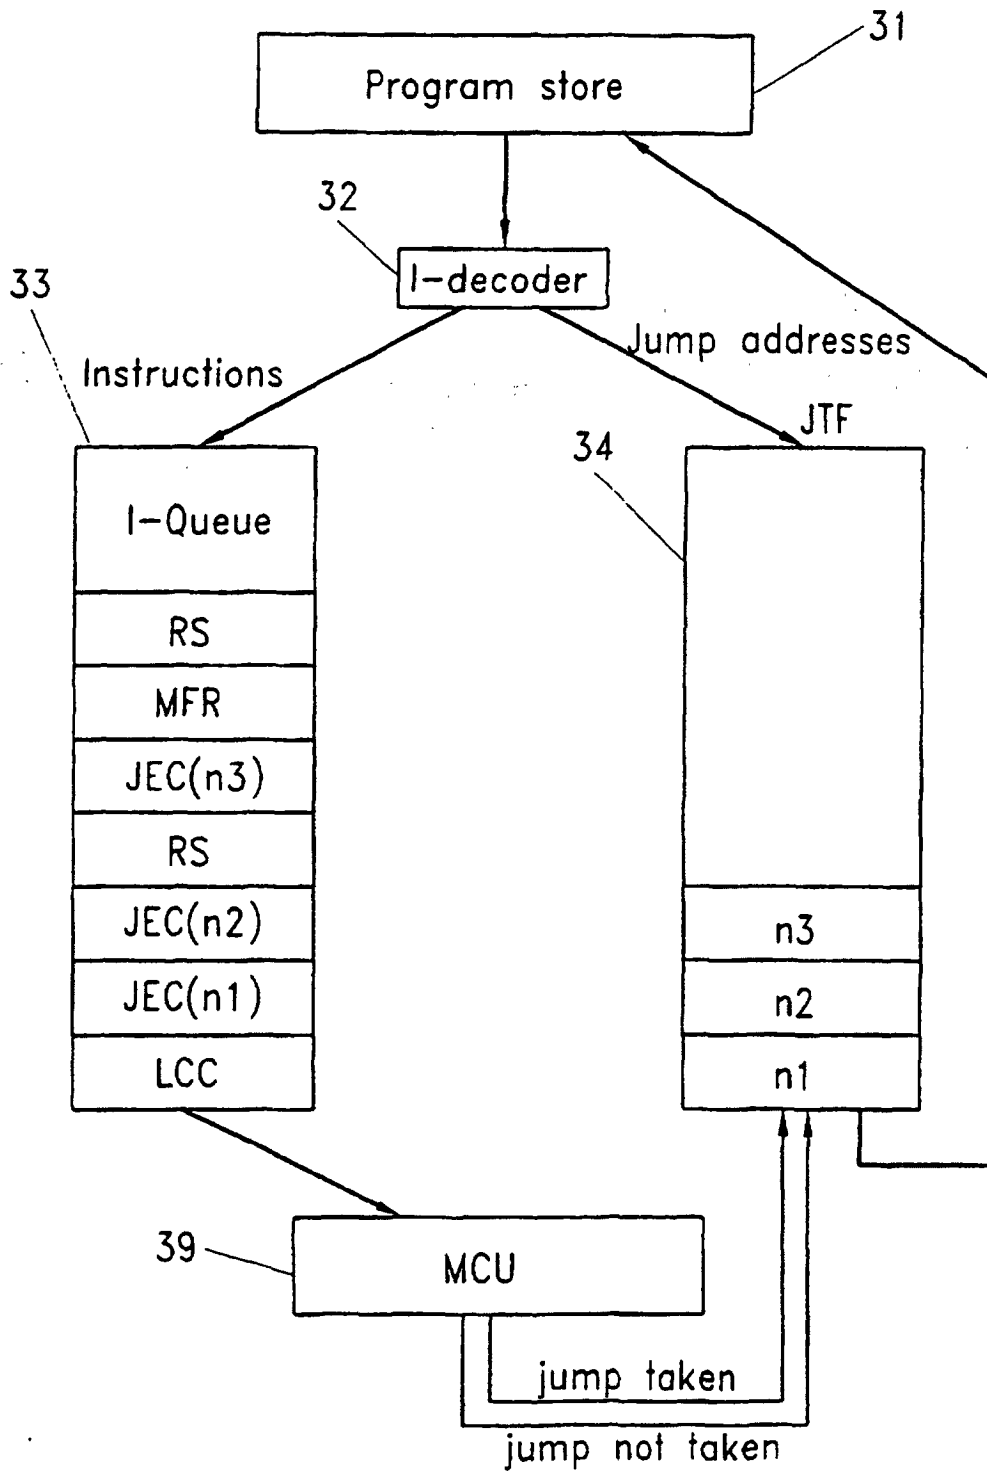 31
Program store
32
I-decoder
33
Jump addresses
Instructions
JTF
34
I-Queue
RS
MFR
JEC(n3)
RS
JEC(n2)
n3
JEC(n1)
n2
LCC
n1
39
MCU
jump taken
jump not taken